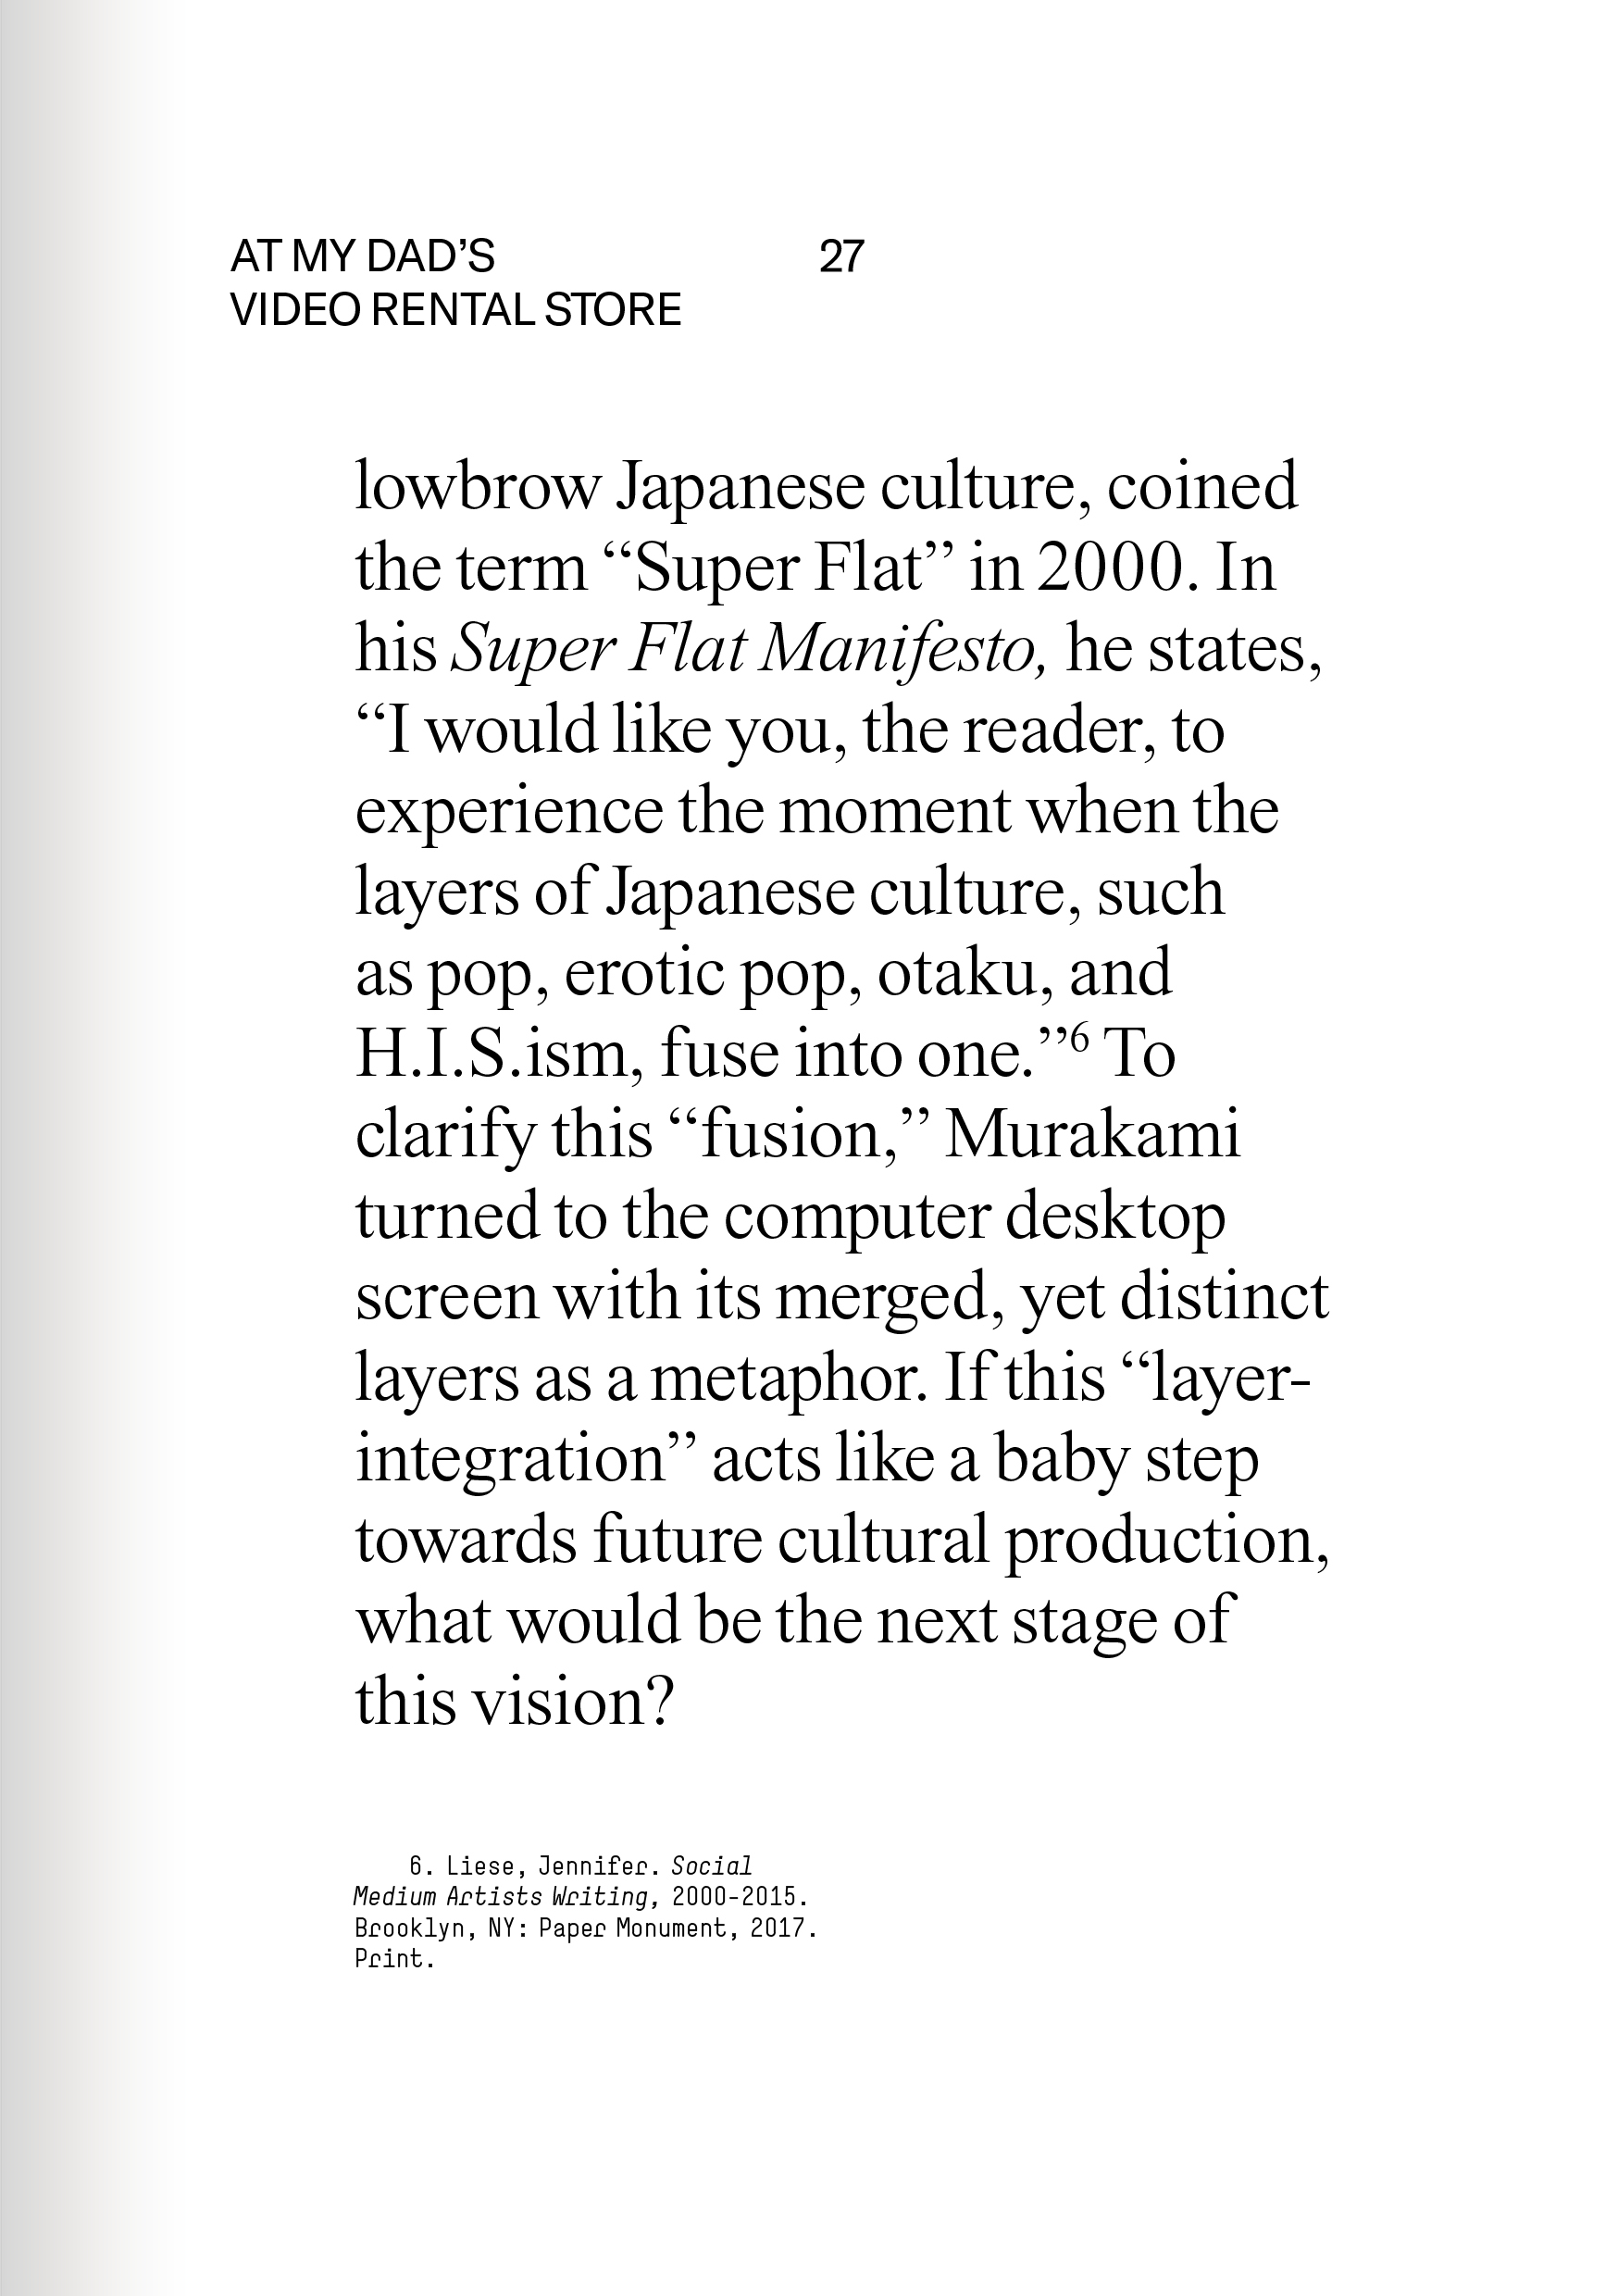 AT MY DAD’S
VIDEO RENTAL STORE
27
lowbrow Japanese culture, coined
the term “Super Flat” in 2000. In
his Super Flat Manifesto, he states,
“I would like you, the reader, to
experience the moment when the
layers of Japanese culture, such
as pop, erotic pop, otaku, and
H.I.S.ism, fuse into one.”⁶ To
clarify this “fusion,” Murakami
turned to the computer desktop
screen with its merged, yet distinct
layers as a metaphor. If this “layer-
integration” acts like a baby step
towards future cultural production,
what would be the next stage of
this vision?
6. Liese, Jennifer. Social
Medium Artists Writing, 2000-2015.
Brooklyn, NY: Paper Monument, 2017.
Print.